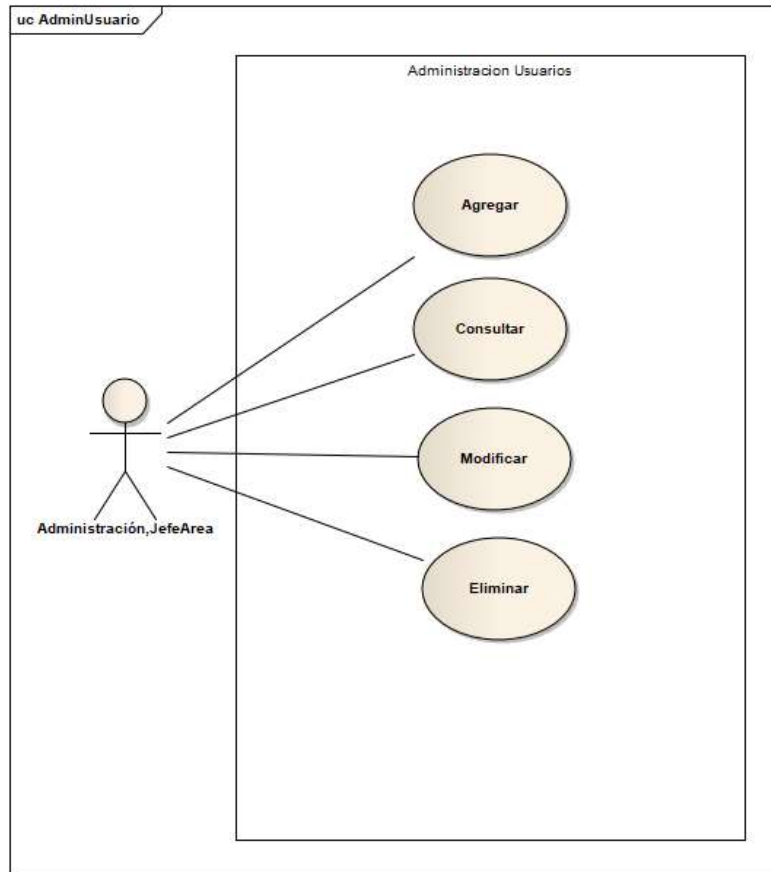 uc AdminUsuario
Administracion Usuarios
Agregar
Consultar
Modificar
Eliminar
Administración,JefeArea